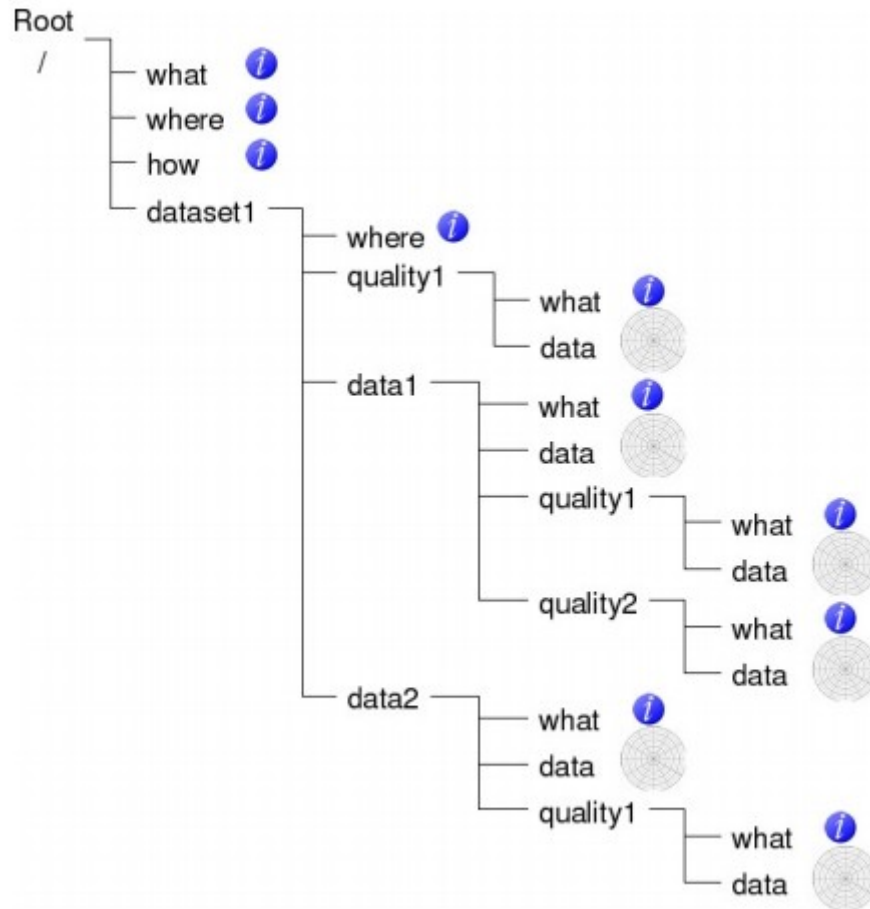 Root
/
what i
where i
how i
dataset1
where i
quality1
what i
data
data1
what i
data
quality1
what i
data
quality2
what i
data
data2
what i
data
quality1
what i
data